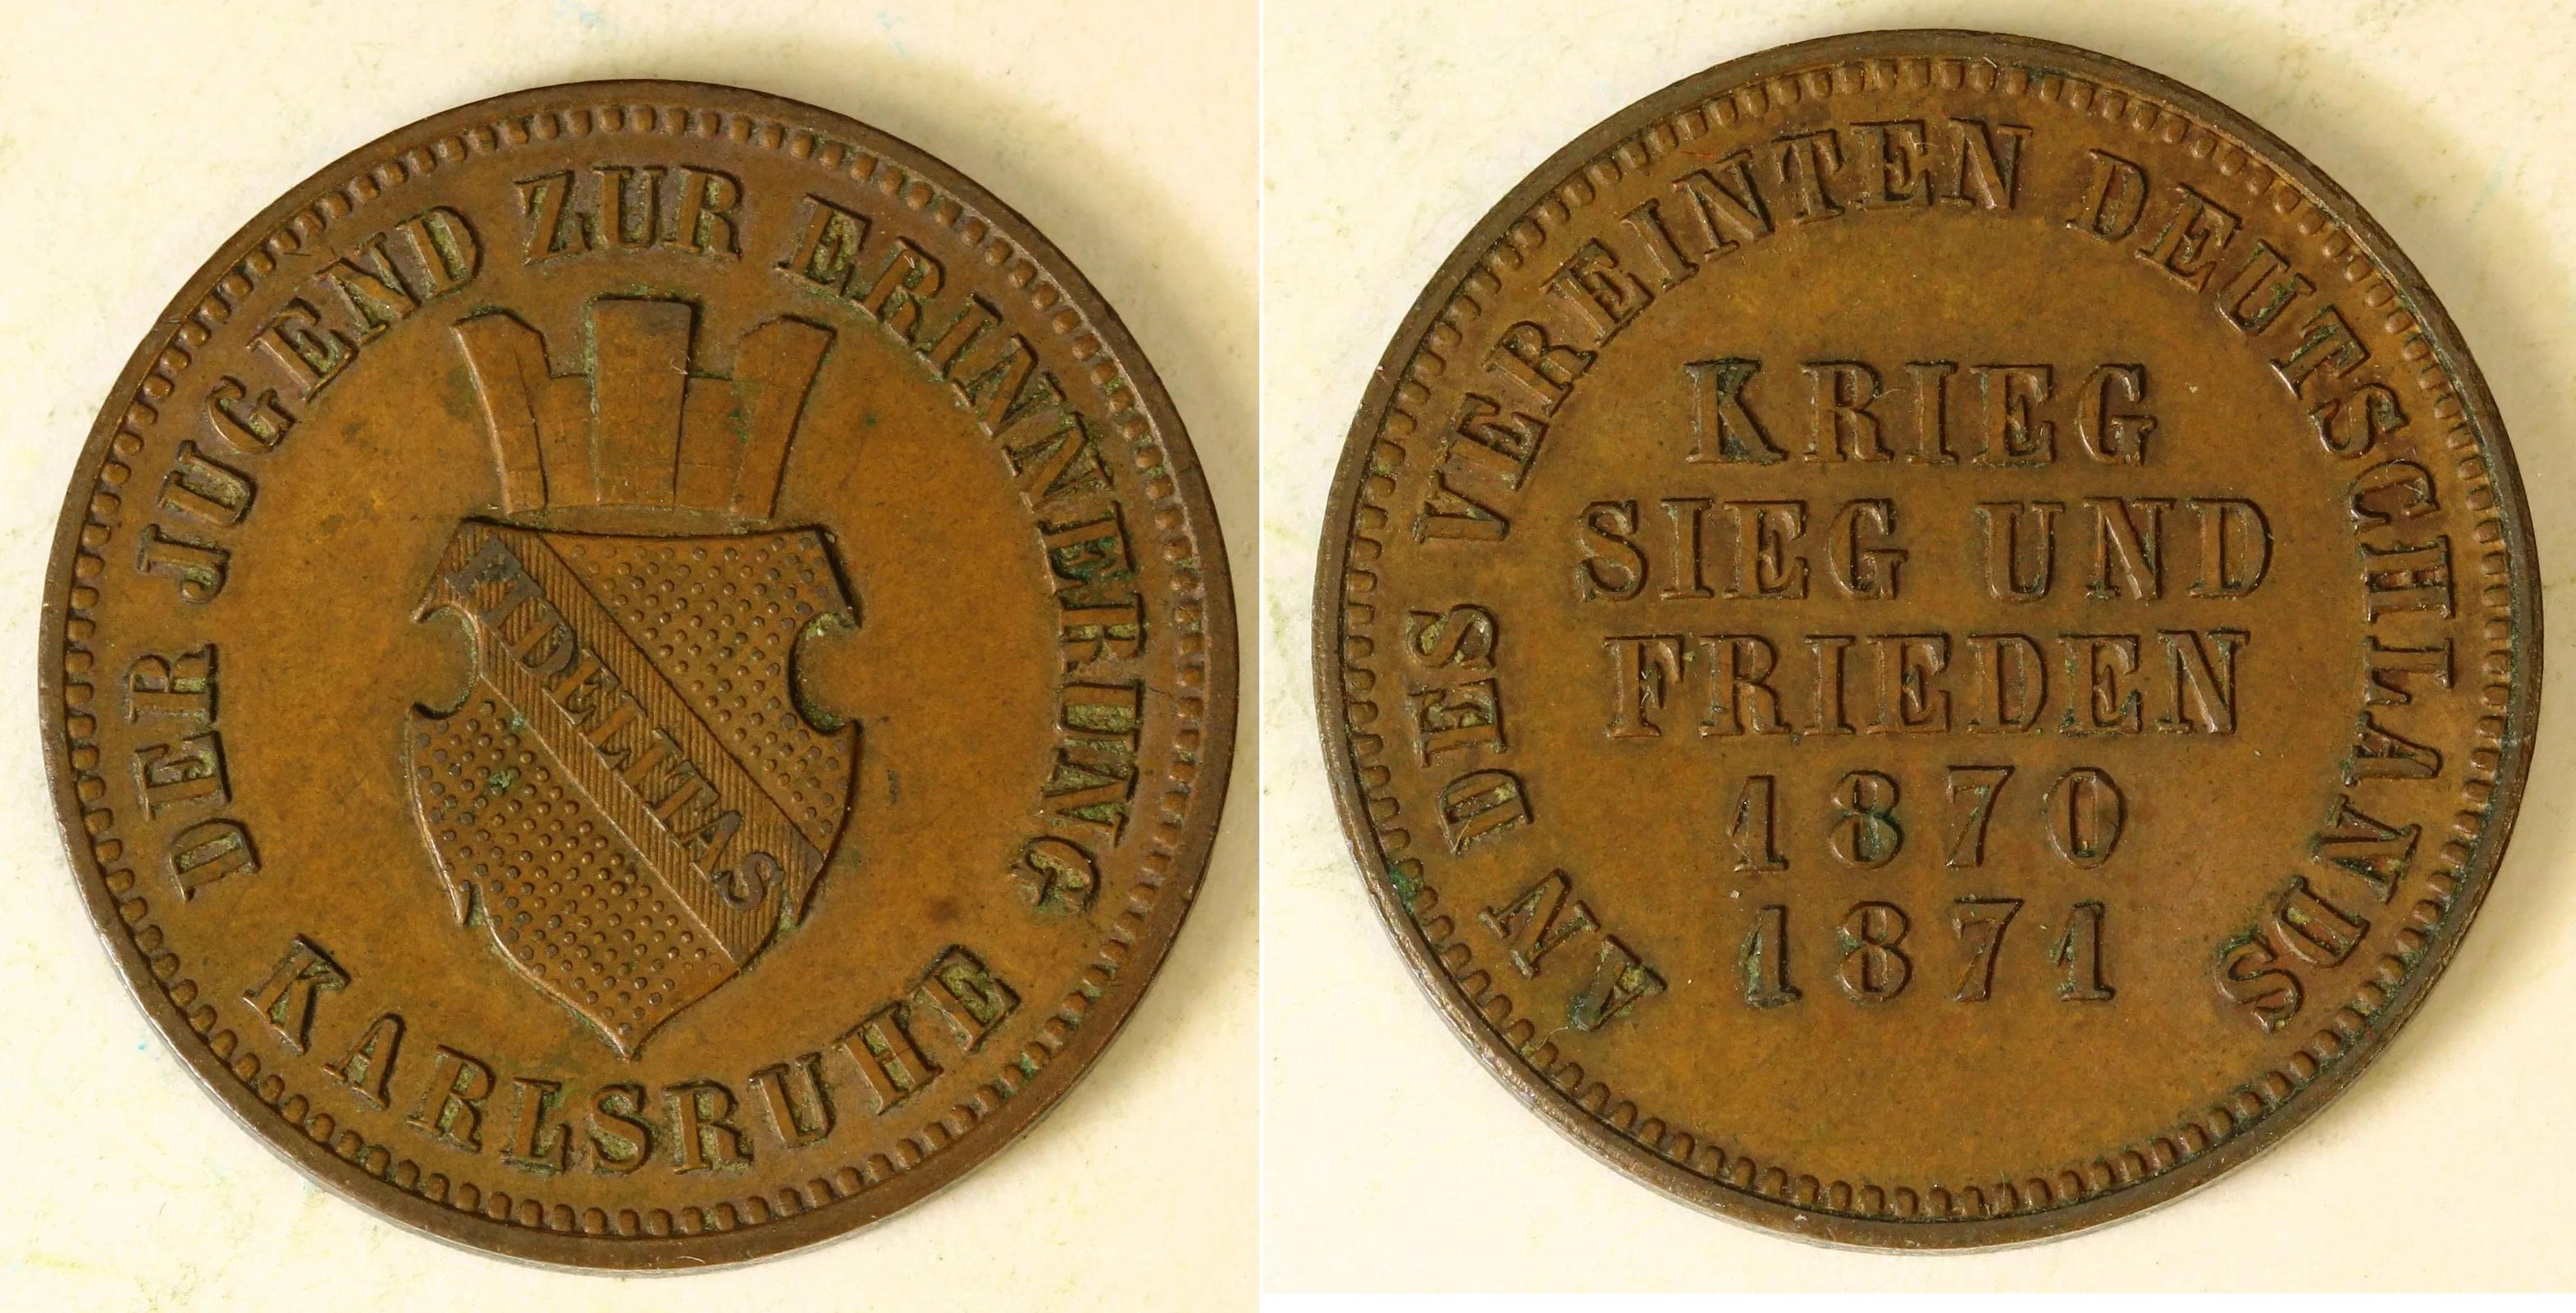 DER JUGEND ZUR ERINNERUNG
FIDELITAS
KARLSRUHE
AN DES VEREINTEN DEUTSCHLANDS
KRIEG
SIEG UND
FRIEDEN
1870
1871